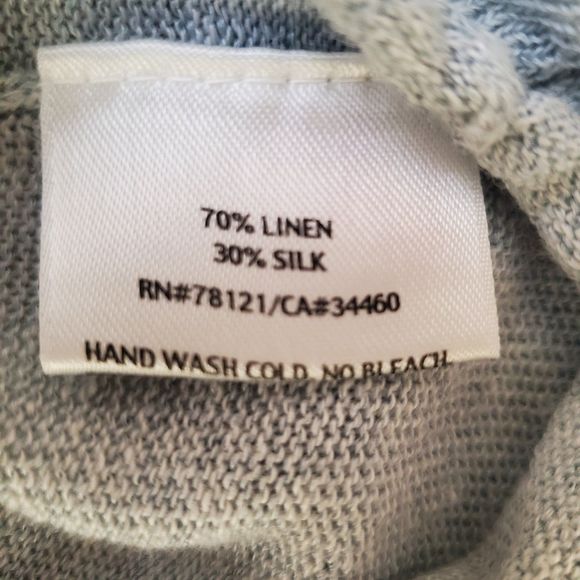 70% LINEN
30% SILK
RN#78121/CA#34460
HAND WASH COLD. NO BLEACH.